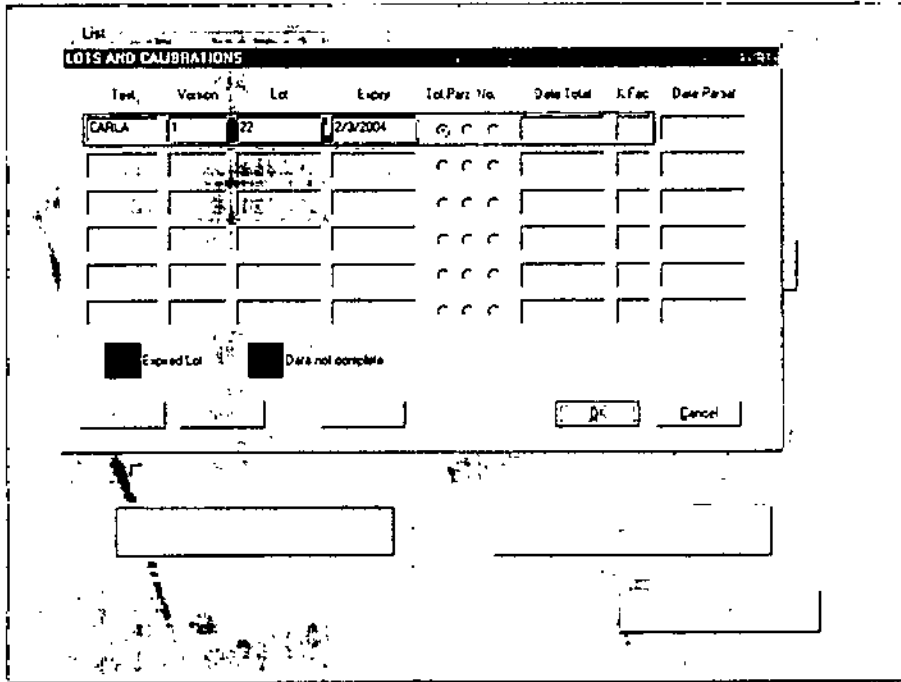 List
LOTS AND CALIBRATIONS
Test Version Lot Expiry Tot. Parz. No. Date Total K.Fac Date Parzial
CARLA 1 22 2/3/2004
Expired Lot Data not complete
OK Cancel